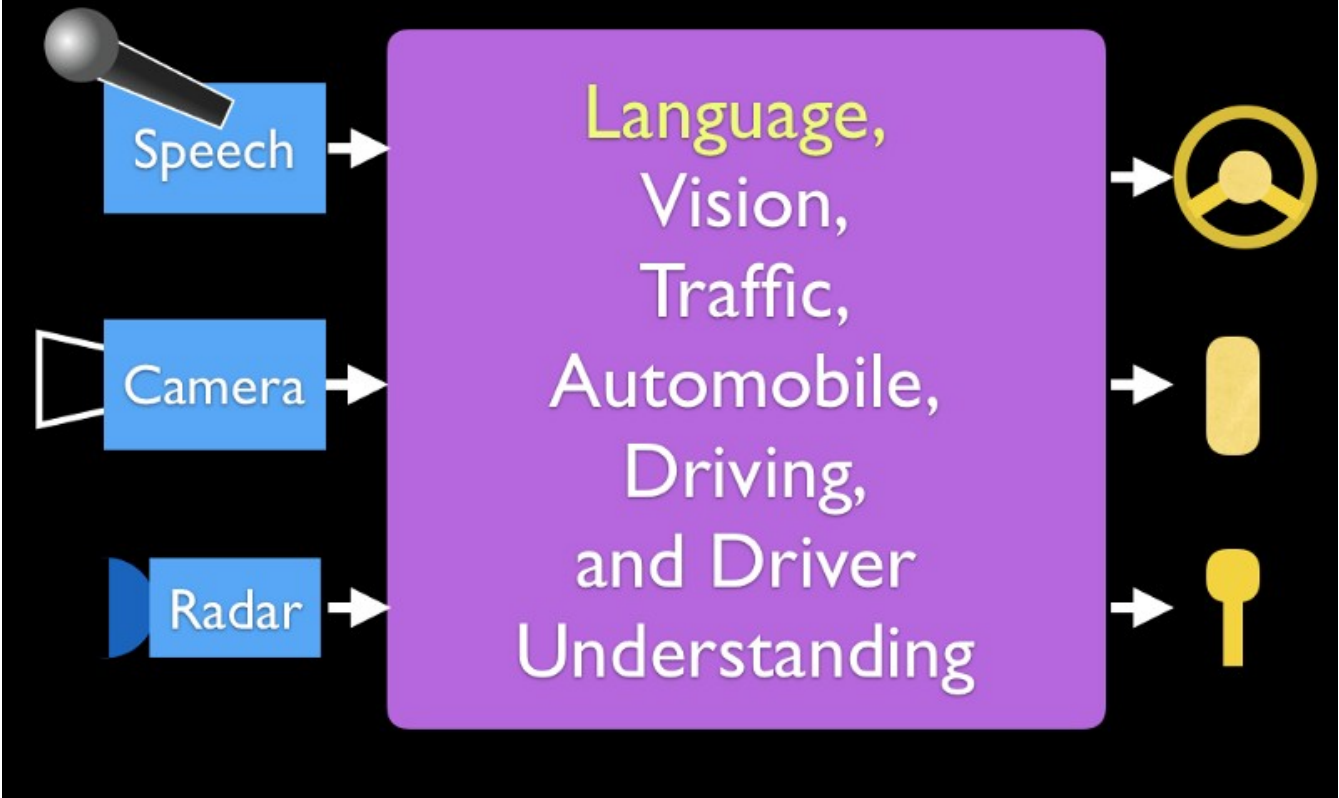 Speech
Camera
Radar
Language,
Vision,
Traffic,
Automobile,
Driving,
and Driver
Understanding